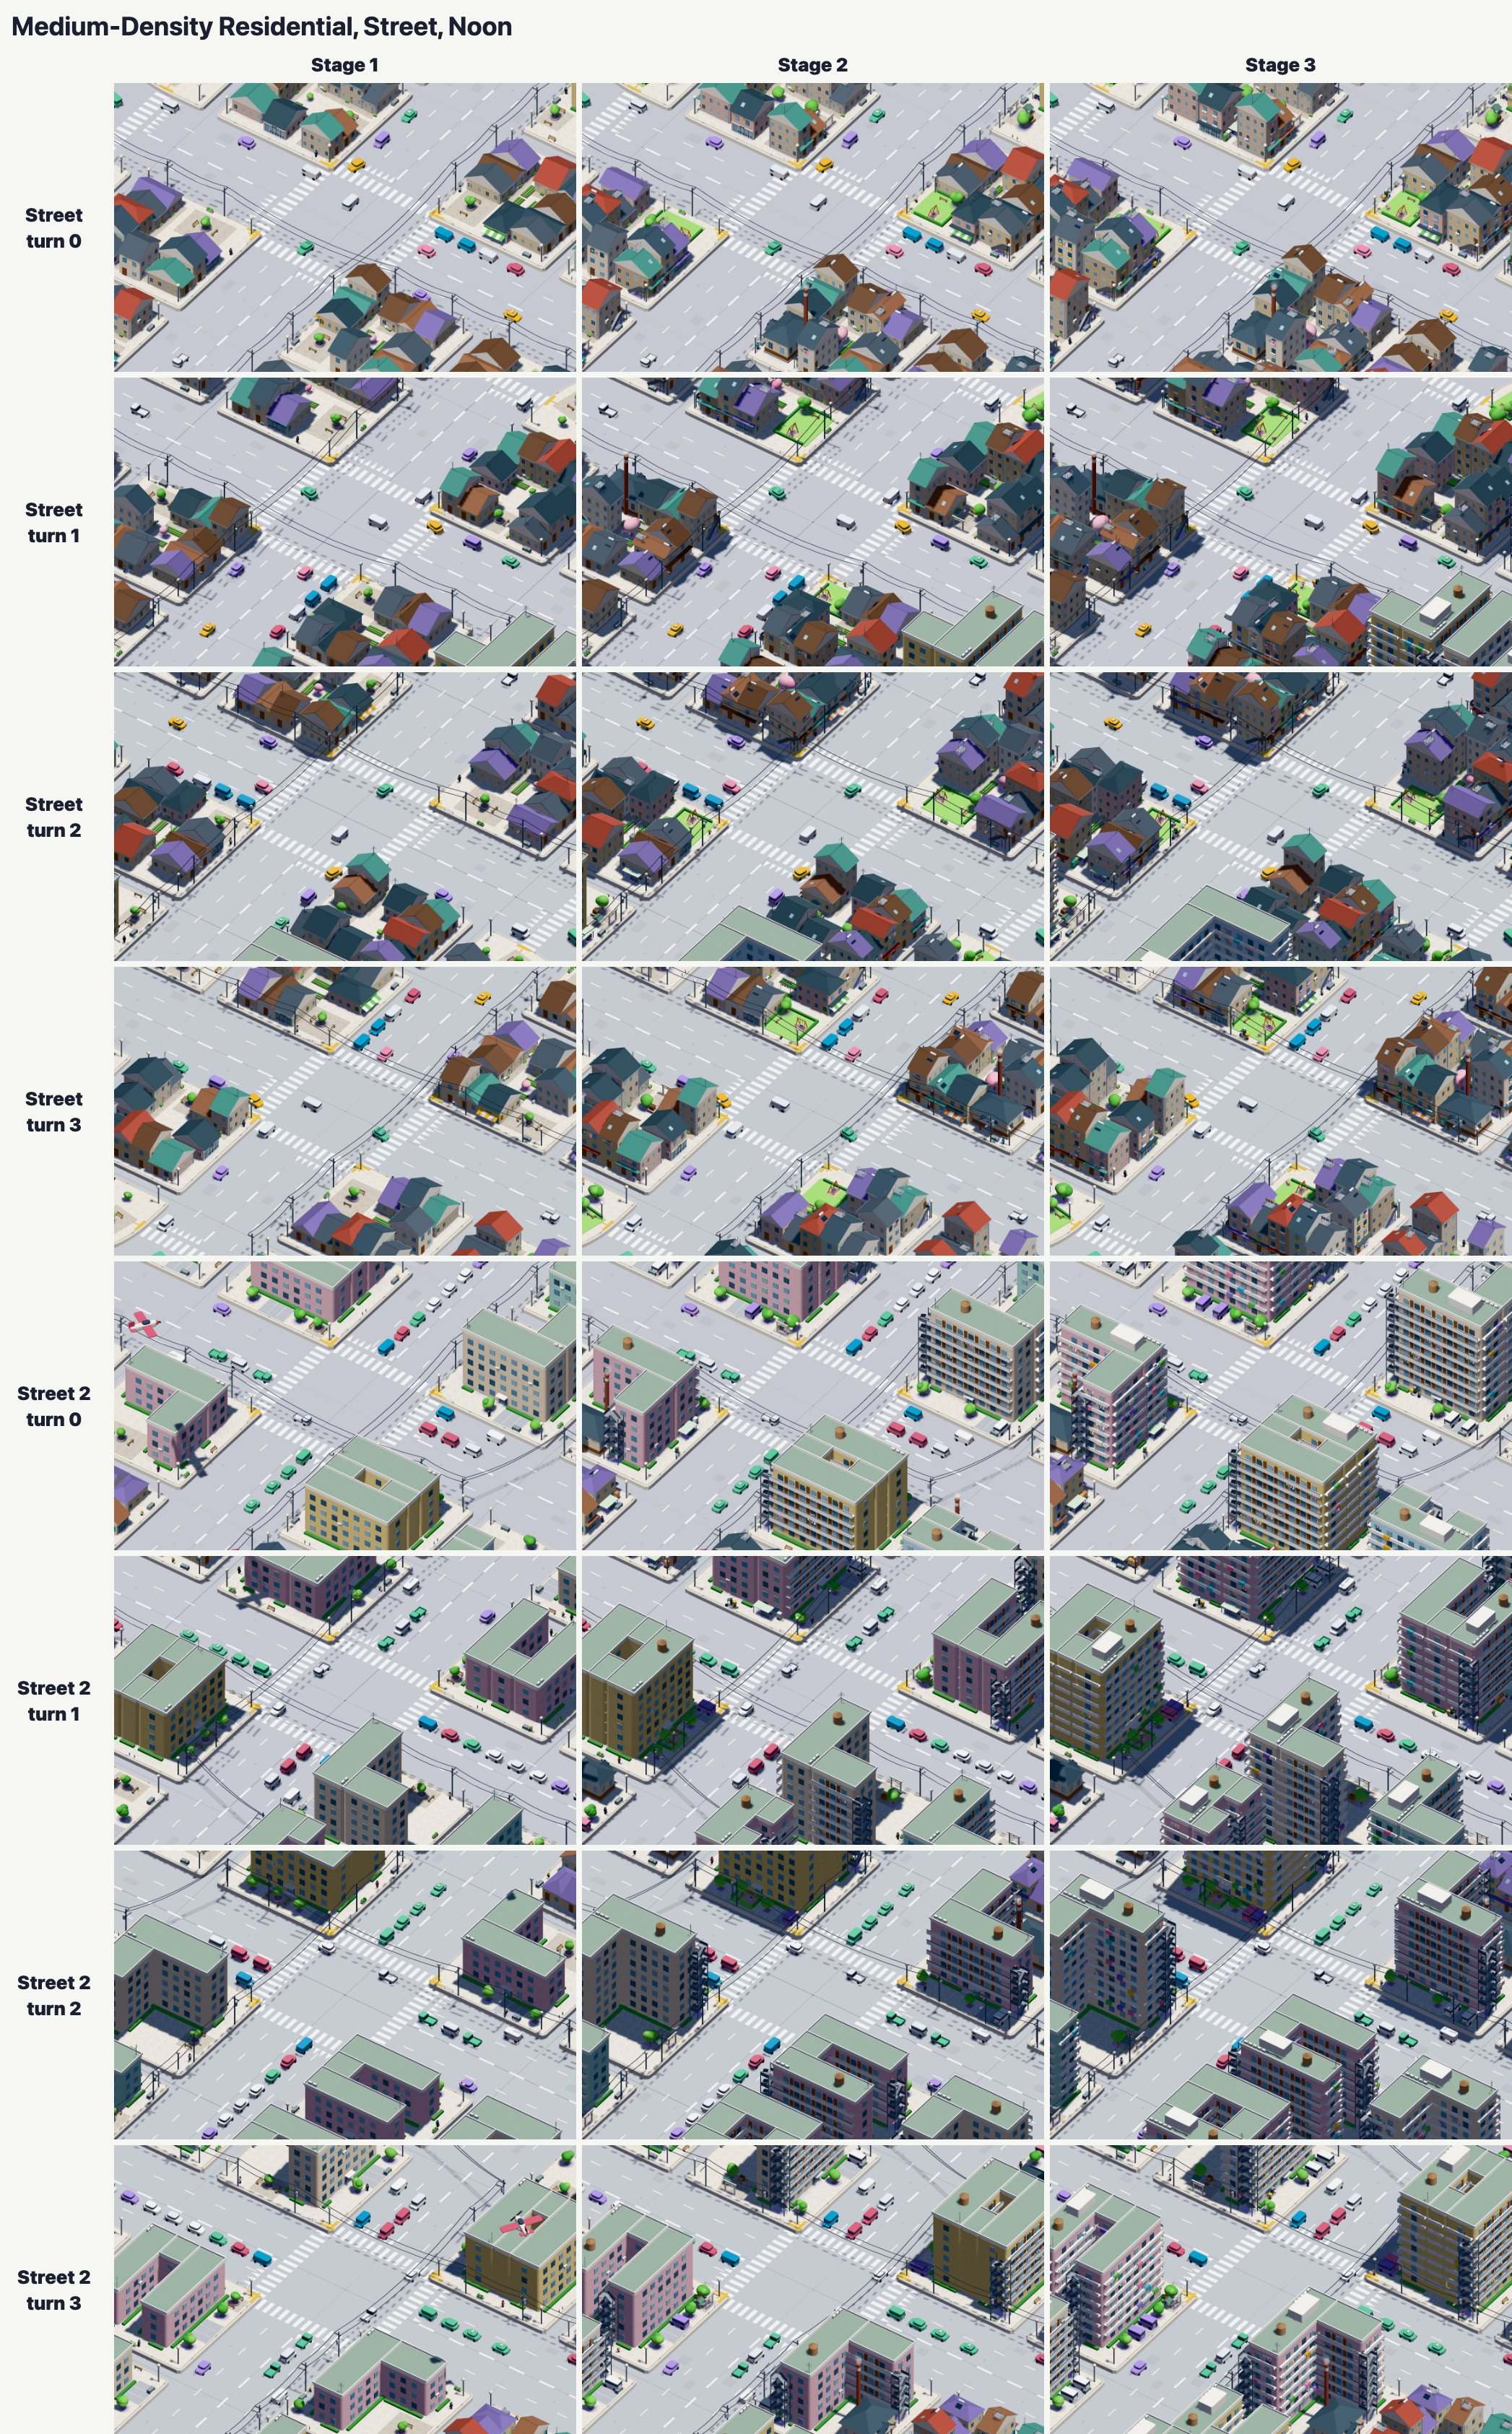 Medium-Density Residential, Street, Noon
Stage 1
Stage 2
Stage 3
Street
turn 0
Street
turn 1
Street
turn 2
Street
turn 3
Street 2
turn 0
Street 2
turn 1
Street 2
turn 2
Street 2
turn 3